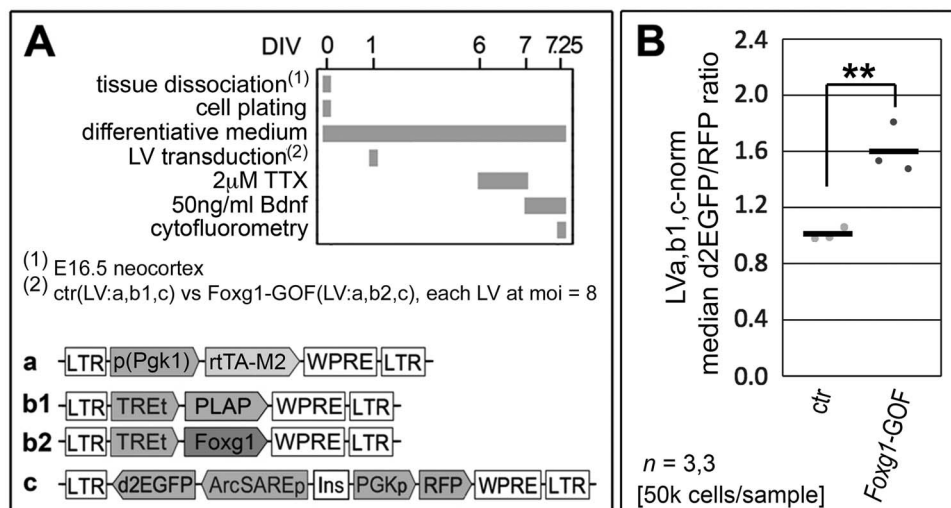 A
DIV 0 1 6 7 7.25
tissue dissociation(1)
cell plating
differentiative medium
LV transduction(2)
2μM TTX
50ng/ml Bdnf
cytofluorometry
(1) E16.5 neocortex
(2) ctr(LV:a,b1,c) vs Foxg1-GOF(LV:a,b2,c), each LV at moi = 8
a LTR p(Pgk1) rtTA-M2 WPRE LTR
b1 LTR TREt PLAP WPRE LTR
b2 LTR TREt Foxg1 WPRE LTR
c LTR d2EGFP ArcSAREp Ins PGKp RFP WPRE LTR
B
LVa,b1,c-norm
median d2EGFP/RFP ratio
2.4
2.0
1.6
1.2
0.8
0.4
0.0
**
ctr
Foxg1-GOF
n = 3,3
[50k cells/sample]